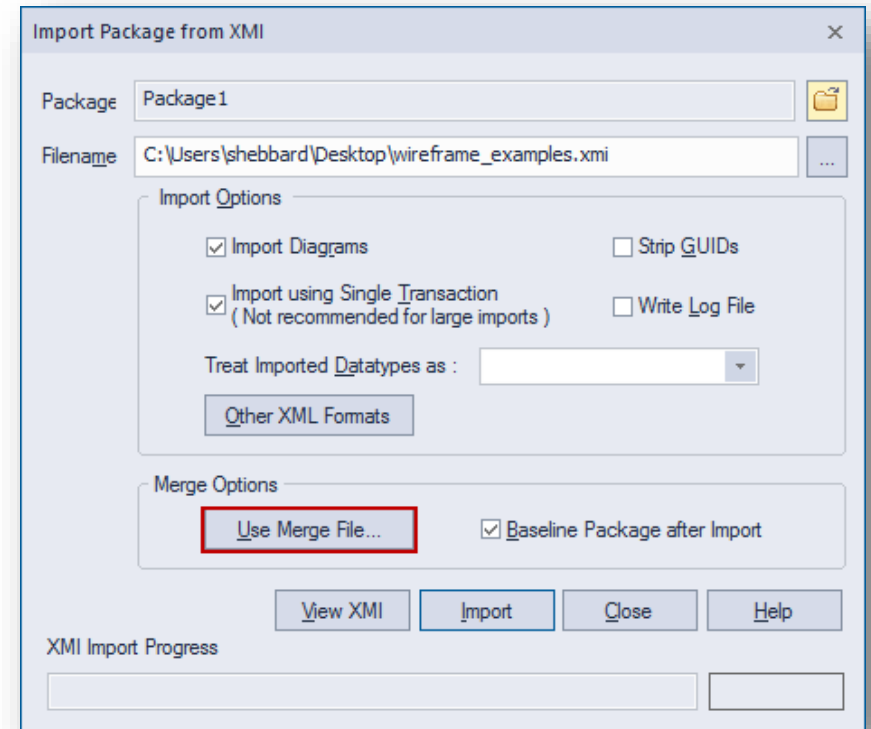 Import Package from XMI
Package
Package1
Filename
C:\Users\shebbard\Desktop\wireframe_examples.xmi
...
Import Options
Import Diagrams
Strip GUIDs
Import using Single Transaction
( Not recommended for large imports )
Write Log File
Treat Imported Datatypes as :
Other XML Formats
Merge Options
Use Merge File...
Baseline Package after Import
View XMI
Import
Close
Help
XMI Import Progress